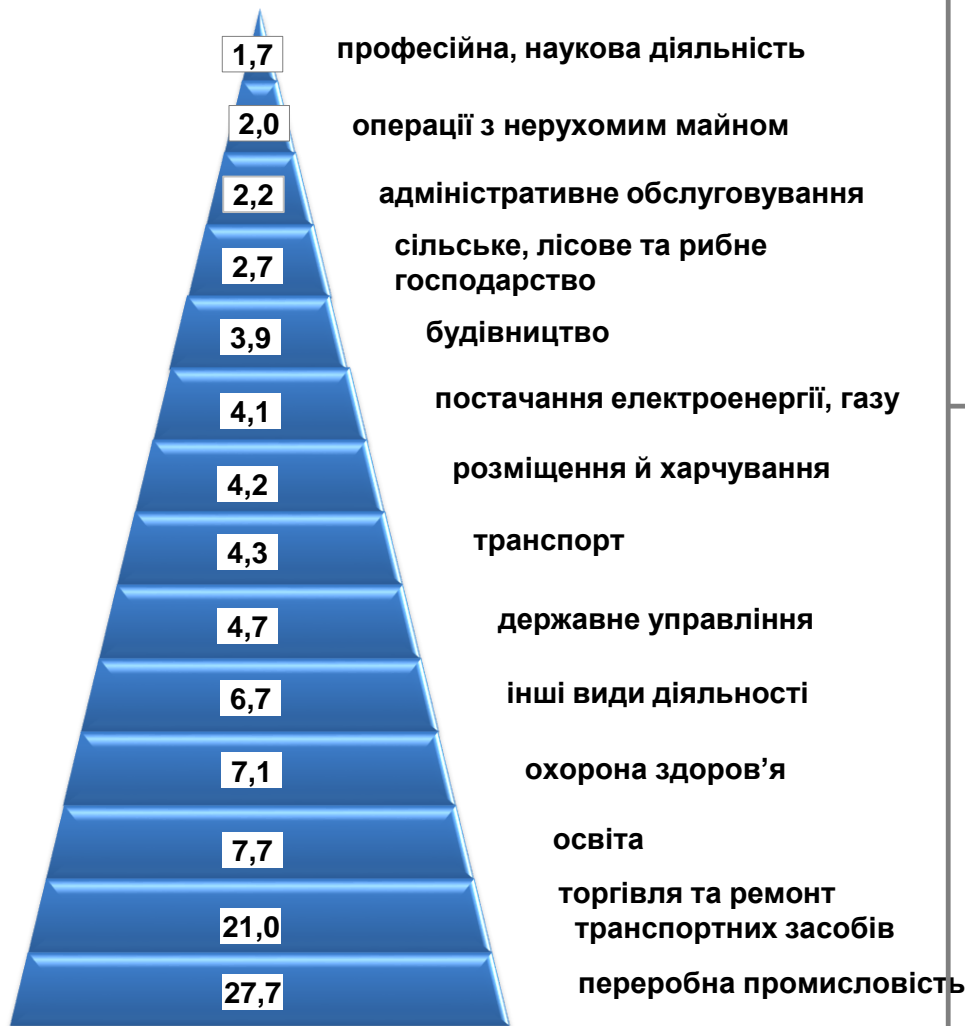 1,7 професійна, наукова діяльність
2,0 операції з нерухомим майном
2,2 адміністративне обслуговування
сільське, лісове та рибне
2,7 господарство
3,9 будівництво
4,1 постачання електроенергії, газу
4,2 розміщення й харчування
4,3 транспорт
4,7 державне управління
6,7 інші види діяльності
7,1 охорона здоров’я
7,7 освіта
торгівля та ремонт
21,0 транспортних засобів
27,7 переробна промисловість